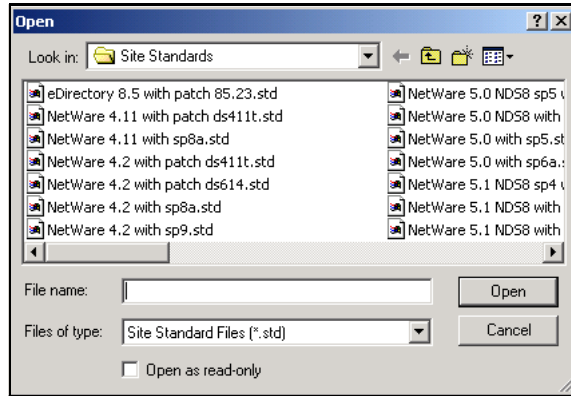 Open
Look in: Site Standards
eDirectory 8.5 with patch 85.23.std
NetWare 4.11 with patch ds411t.std
NetWare 4.11 with sp8a.std
NetWare 4.2 with patch ds411t.std
NetWare 4.2 with patch ds614.std
NetWare 4.2 with sp8a.std
NetWare 4.2 with sp9.std
NetWare 5.0 NDS8 sp5
NetWare 5.0 NDS8 with
NetWare 5.0 with sp5.st
NetWare 5.0 with sp6a.
NetWare 5.1 NDS8 sp4
NetWare 5.1 NDS8 with
NetWare 5.1 NDS8 with
File name:
Open
Files of type: Site Standard Files (*.std)
Cancel
Open as read-only